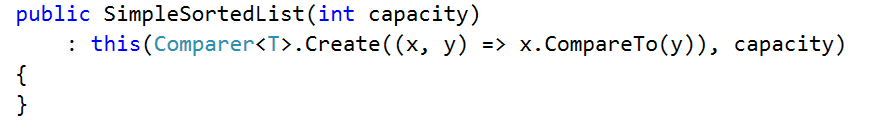 public SimpleSortedList(int capacity)
    : this(Comparer<T>.Create((x, y) => x.CompareTo(y)), capacity)
{
}